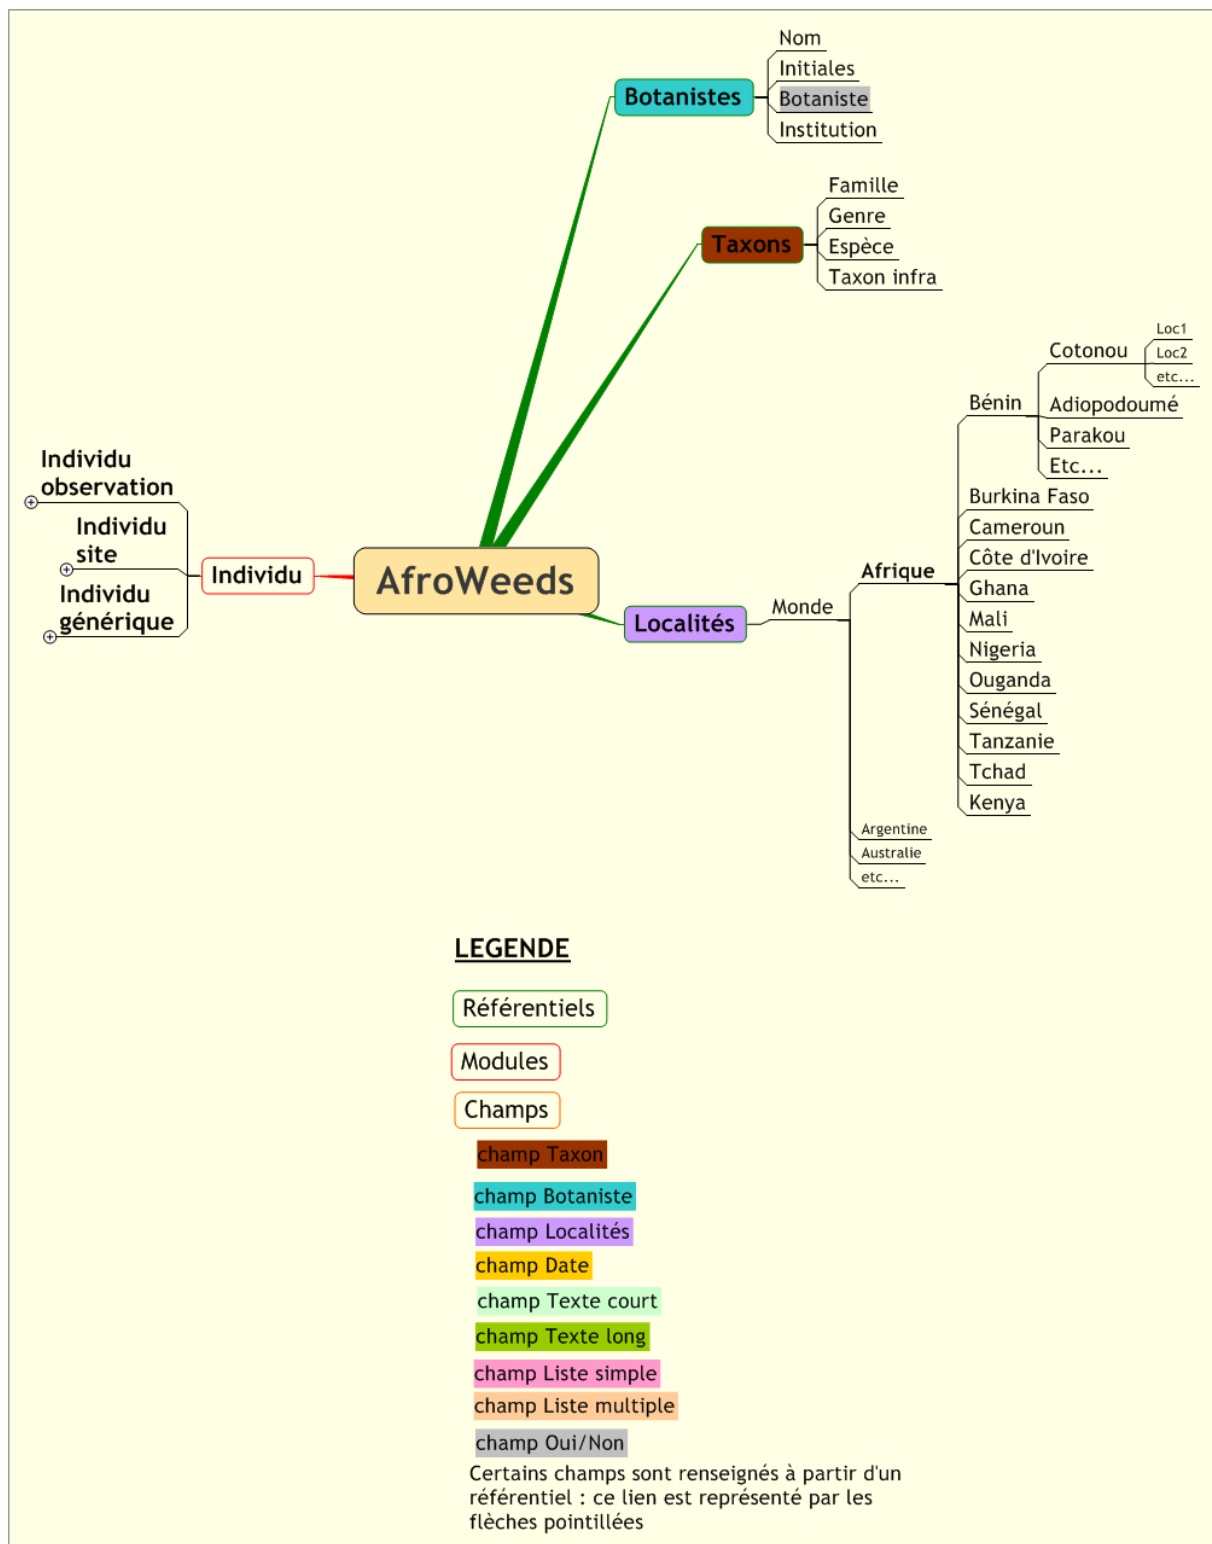 Nom
Initiales
Botanistes
Botaniste
Institution
Famille
Genre
Taxons
Espèce
Taxon infra
Loc1
Cotonou
Loc2
etc...
Bénin
Adiopodoumé
Parakou
Etc...
Individu
observation
Individu
site
Individu
générique
Individu
AfroWeeds
Localités
Monde
Afrique
Burkina Faso
Cameroun
Côte d'Ivoire
Ghana
Mali
Nigeria
Ouganda
Sénégal
Tanzanie
Tchad
Kenya
Argentine
Australie
etc...
LEGENDE
Référentiels
Modules
Champs
champ Taxon
champ Botaniste
champ Localités
champ Date
champ Texte court
champ Texte long
champ Liste simple
champ Liste multiple
champ Oui/Non
Certains champs sont renseignés à partir d'un
référentiel : ce lien est représenté par les
flèches pointillées